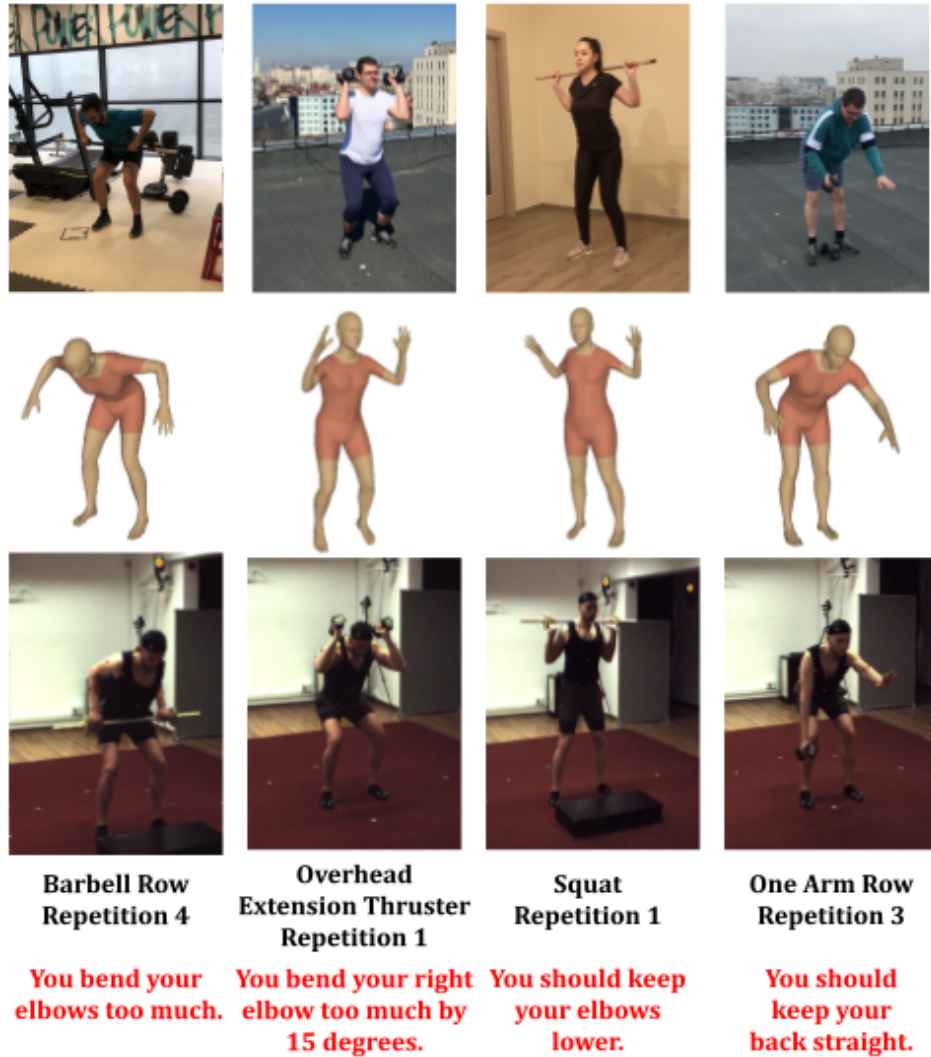 POWER POWER
Barbell Row
Repetition 4
Overhead
Extension Thruster
Repetition 1
Squat
Repetition 1
One Arm Row
Repetition 3
You bend your
elbows too much.
You bend your right
elbow too much by
15 degrees.
You should keep
your elbows
lower.
You should
keep your
back straight.